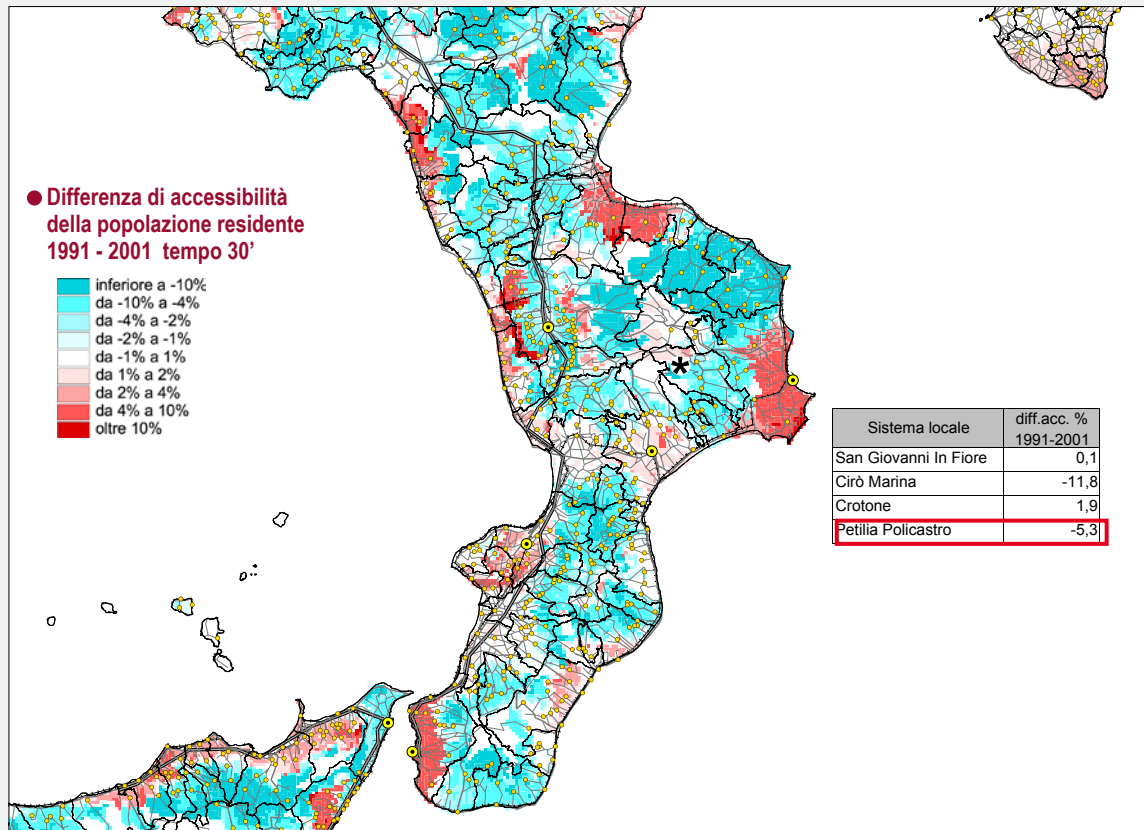 Differenza di accessibilità
della popolazione residente
1991 - 2001 tempo 30'
inferiore a -10%
da -10% a -4%
da -4% a -2%
da -2% a -1%
da -1% a 1%
da 1% a 2%
da 2% a 4%
da 4% a 10%
oltre 10%
*
Sistema locale diff.acc. % 1991-2001
San Giovanni In Fiore 0,1
Cirò Marina -11,8
Crotone 1,9
Petilia Policastro -5,3